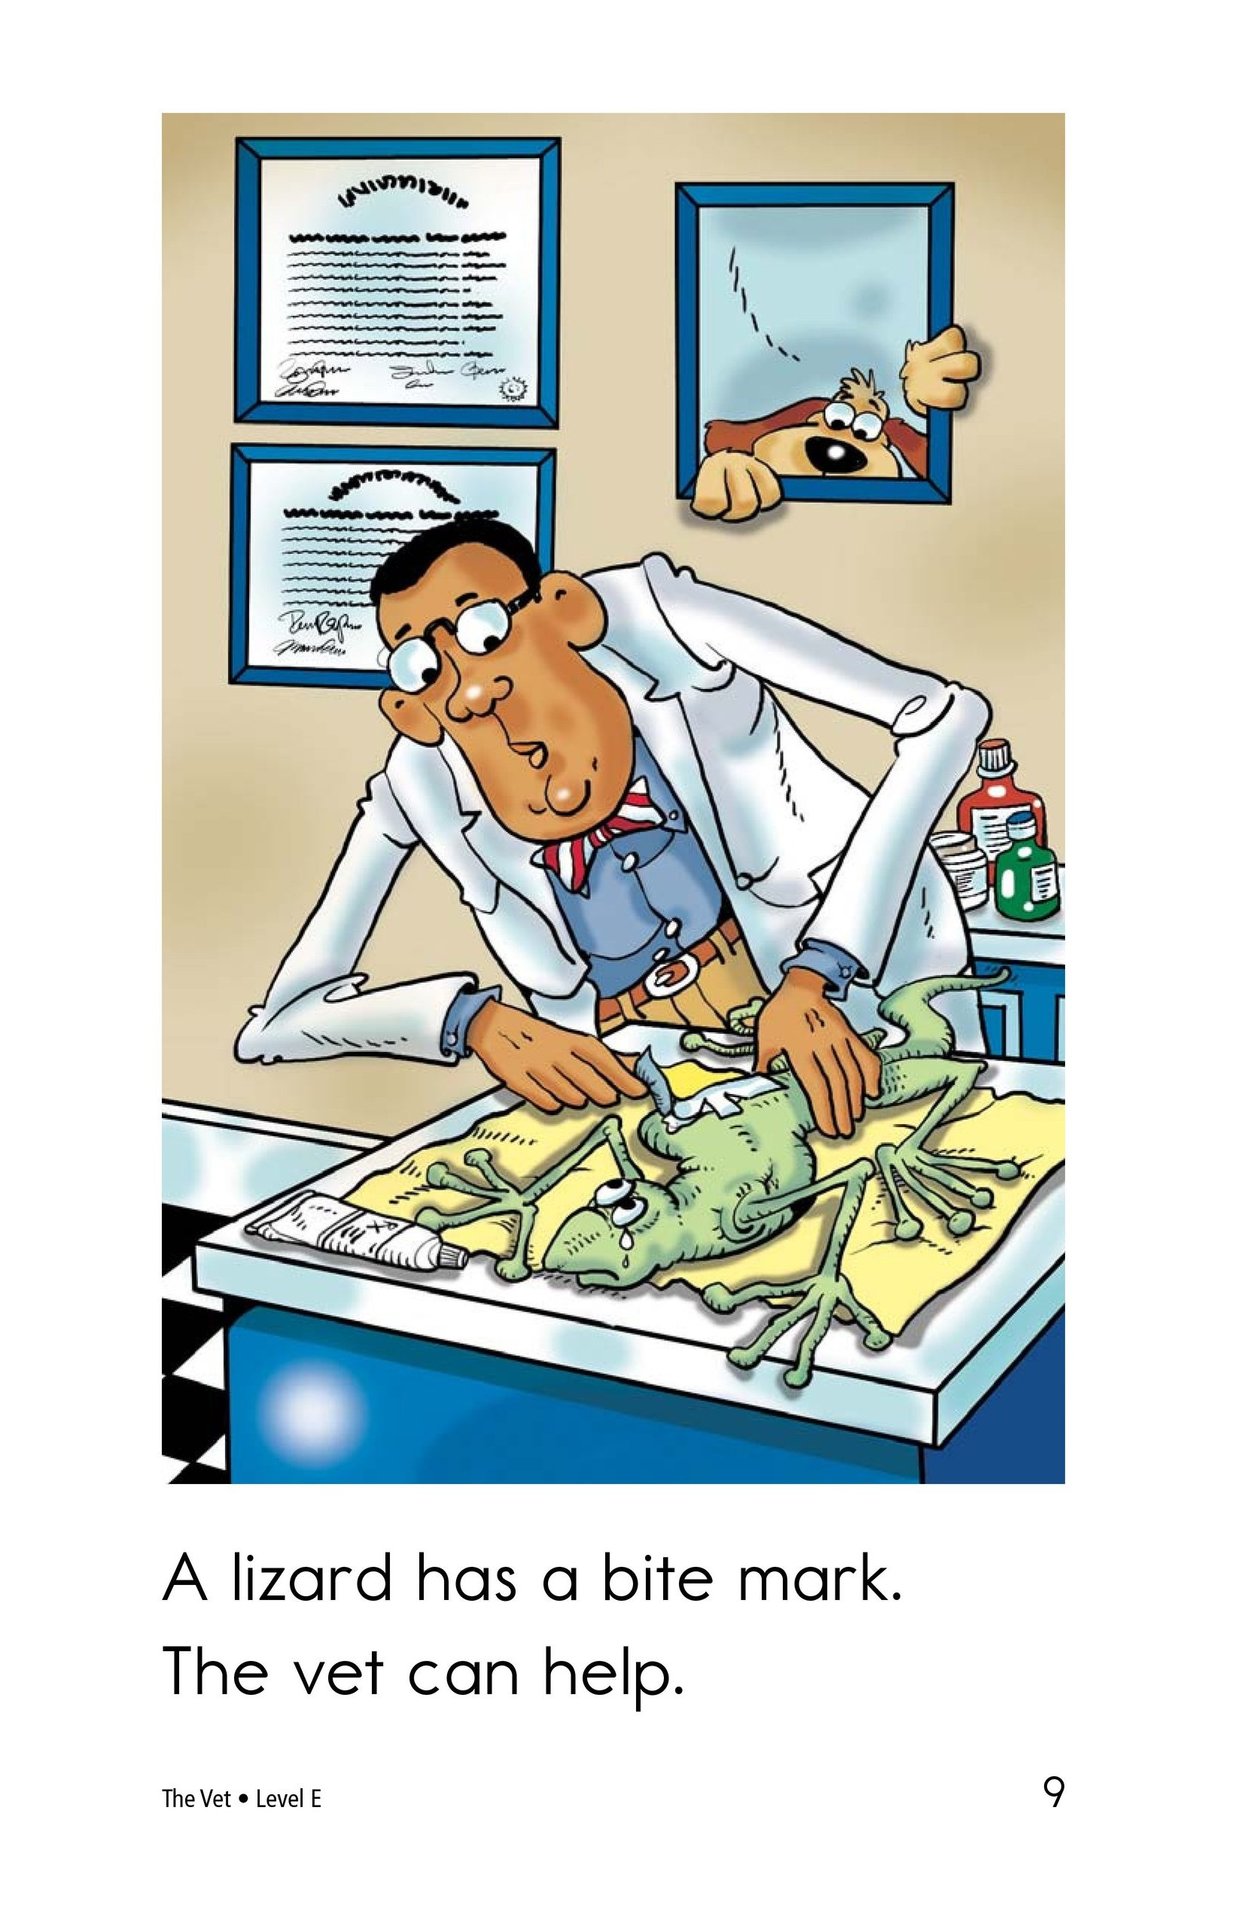 A lizard has a bite mark.
The vet can help.
The Vet • Level E
9